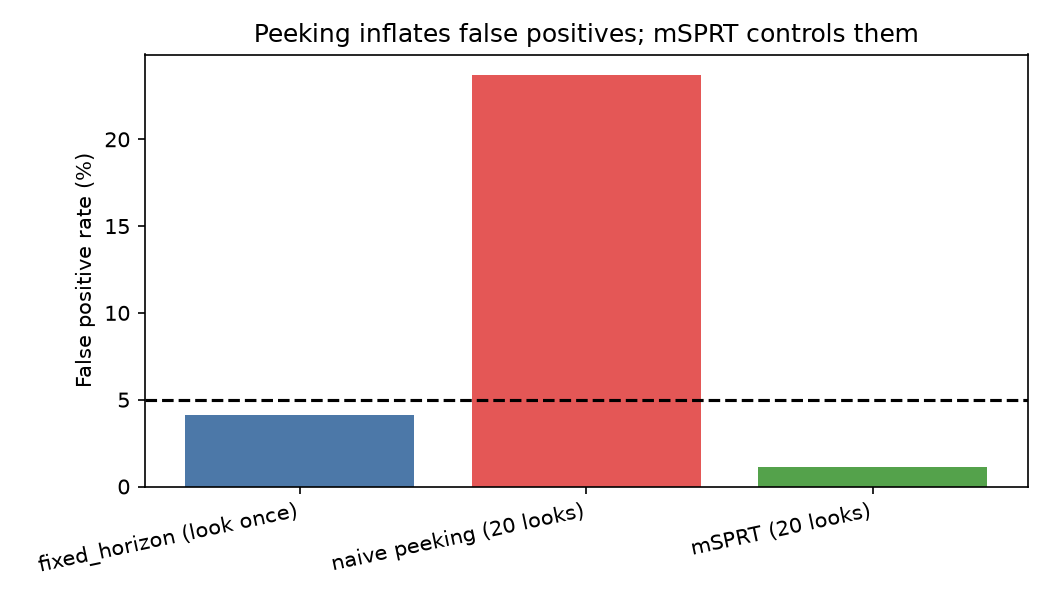 Peeking inflates false positives; mSPRT controls them
False positive rate (%)
20
15
10
5
0
fixed_horizon (look once)
naive peeking (20 looks)
mSPRT (20 looks)